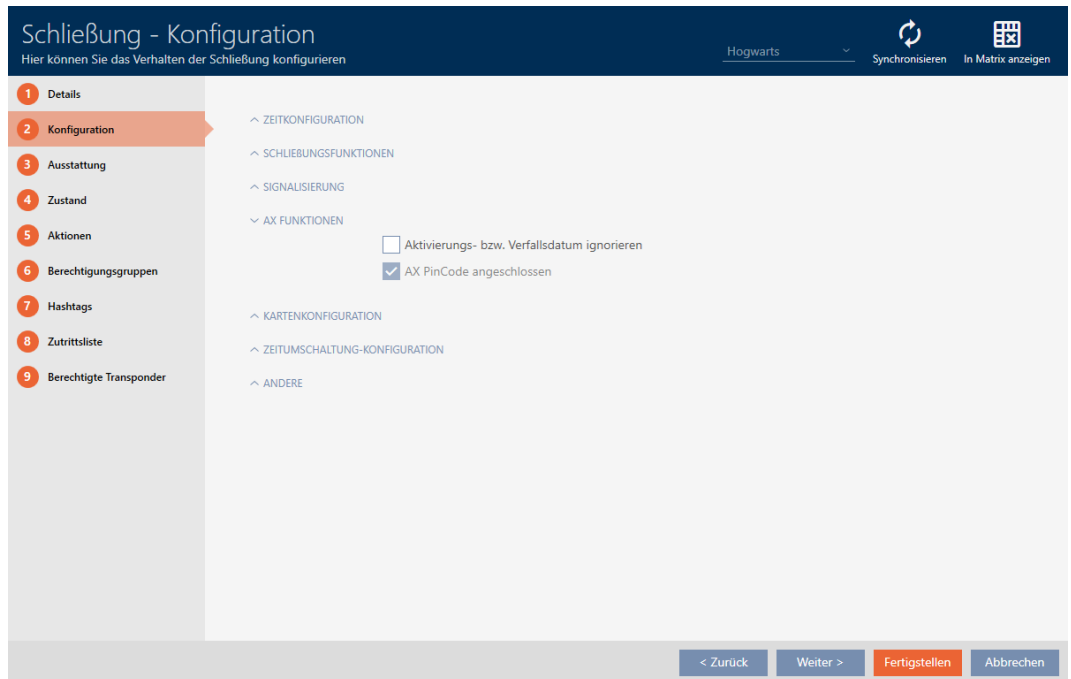 Schließung - Konfiguration
Hier können Sie das Verhalten der Schließung konfigurieren
Hogwarts
Synchronisieren
In Matrix anzeigen
1 Details
2 Konfiguration
3 Ausstattung
4 Zustand
5 Aktionen
6 Berechtigungsgruppen
7 Hashtags
8 Zutrittsliste
9 Berechtigte Transponder
ZEITKONFIGURATION
SCHLIEßUNGSFUNKTIONEN
SIGNALISIERUNG
AX FUNKTIONEN
Aktivierungs- bzw. Verfallsdatum ignorieren
AX PinCode angeschlossen
KARTENKONFIGURATION
ZEITUMSCHALTUNG-KONFIGURATION
ANDERE
< Zurück
Weiter >
Fertigstellen
Abbrechen